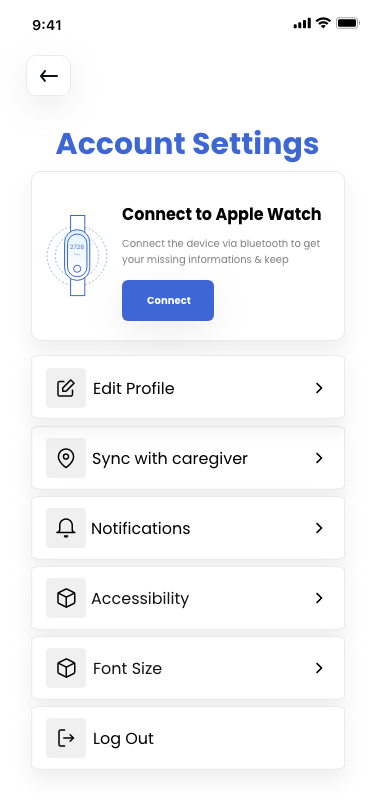 9:41
Account Settings
Connect to Apple Watch
2728
Connect the device via bluetooth to get
your missing informations & keep
Connect
Edit Profile
Sync with caregiver
Notifications
Accessibility
Font Size
Log Out